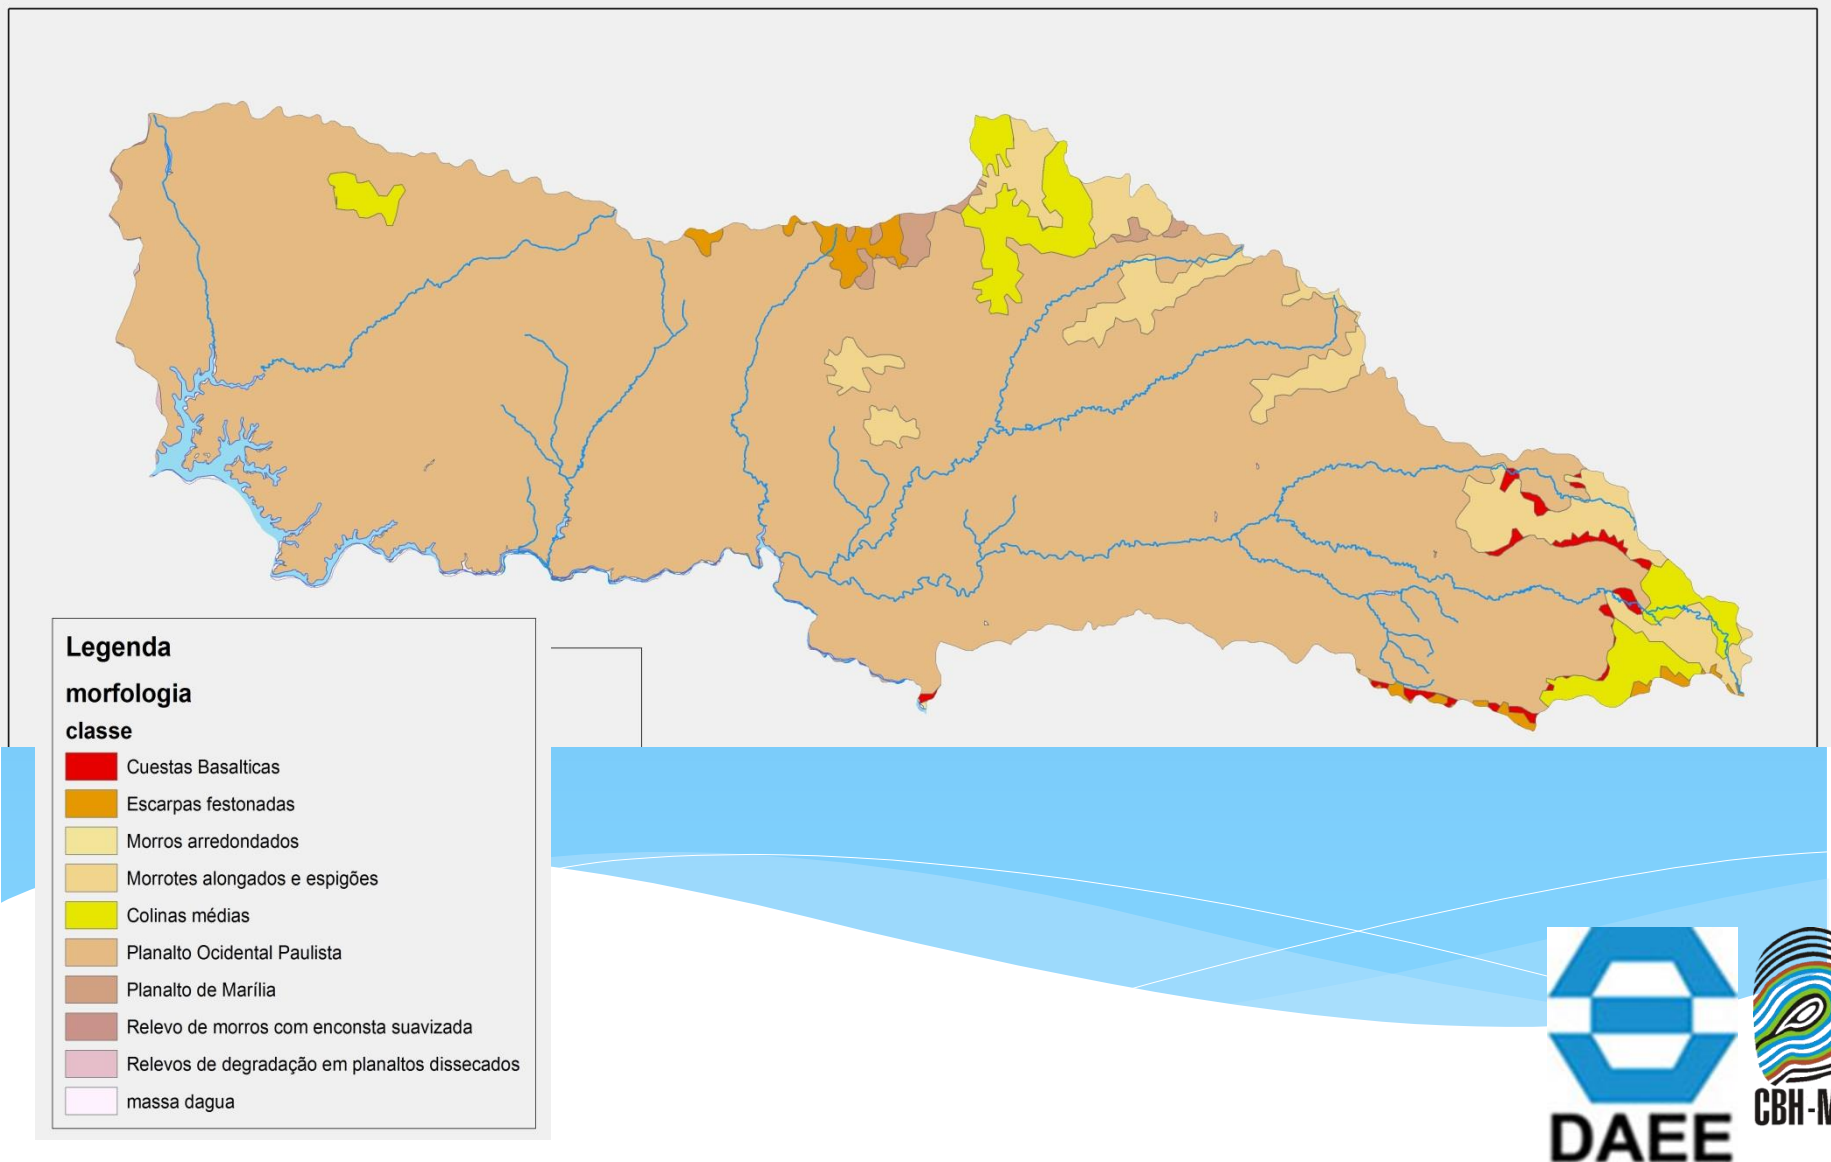 Legenda
morfologia
classe
Cuestas Basalticas
Escarpas festonadas
Morros arredondados
Morrotes alongados e espigões
Colinas médias
Planalto Ocidental Paulista
Planalto de Marília
Relevo de morros com enconsta suavizada
Relevos de degradação em planaltos dissecados
massa dagua
DAEE